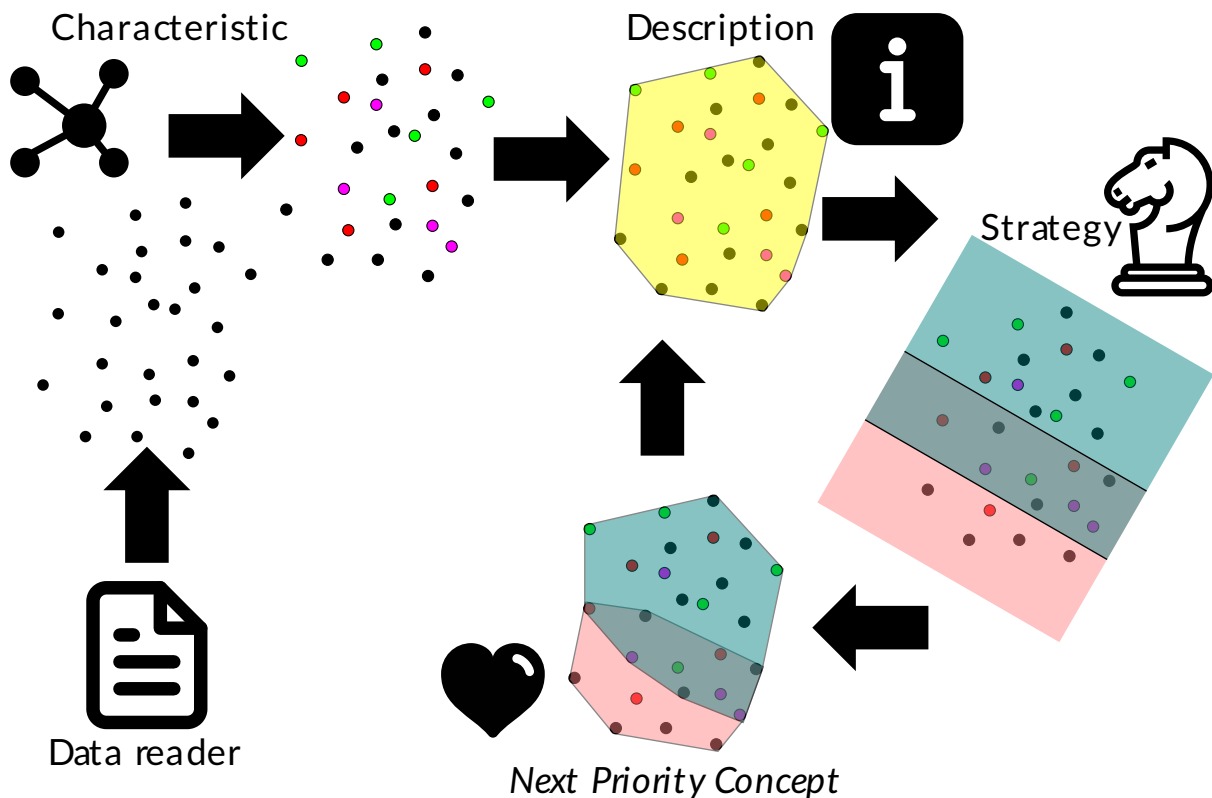 Characteristic
Description
Strategy
Data reader
Next Priority Concept